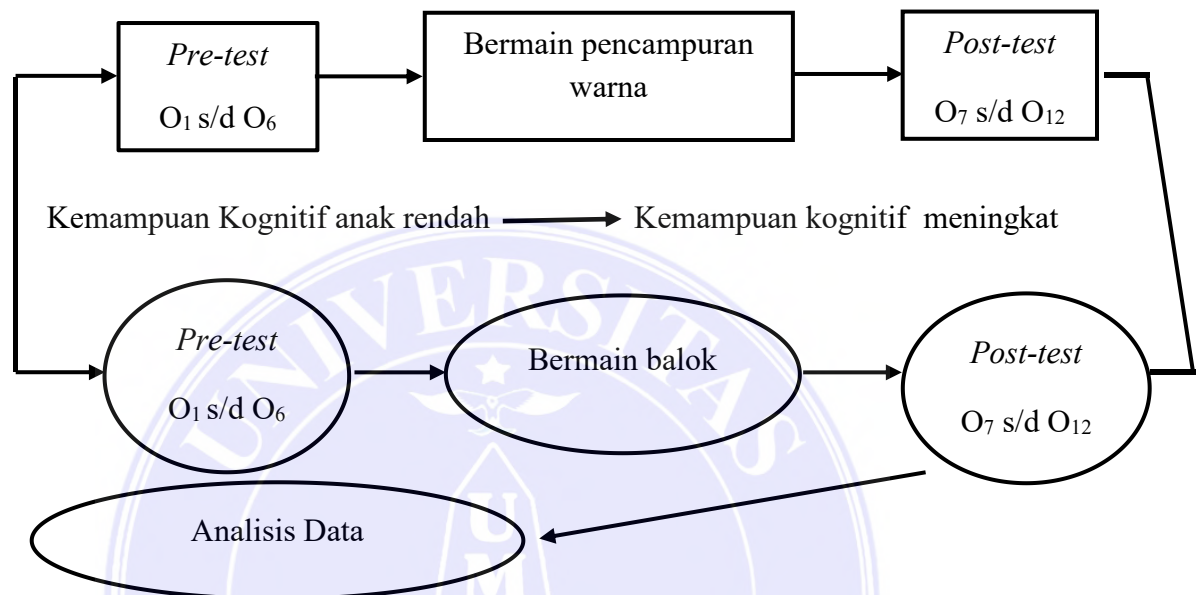 Pre-test
O1 s/d O6
Bermain pencampuran
warna
Post-test
O7 s/d O12
Kemampuan Kognitif anak rendah
Kemampuan kognitif meningkat
Pre-test
O1 s/d O6
Bermain balok
Post-test
O7 s/d O12
Analisis Data
UNIVERSITAS
U
M